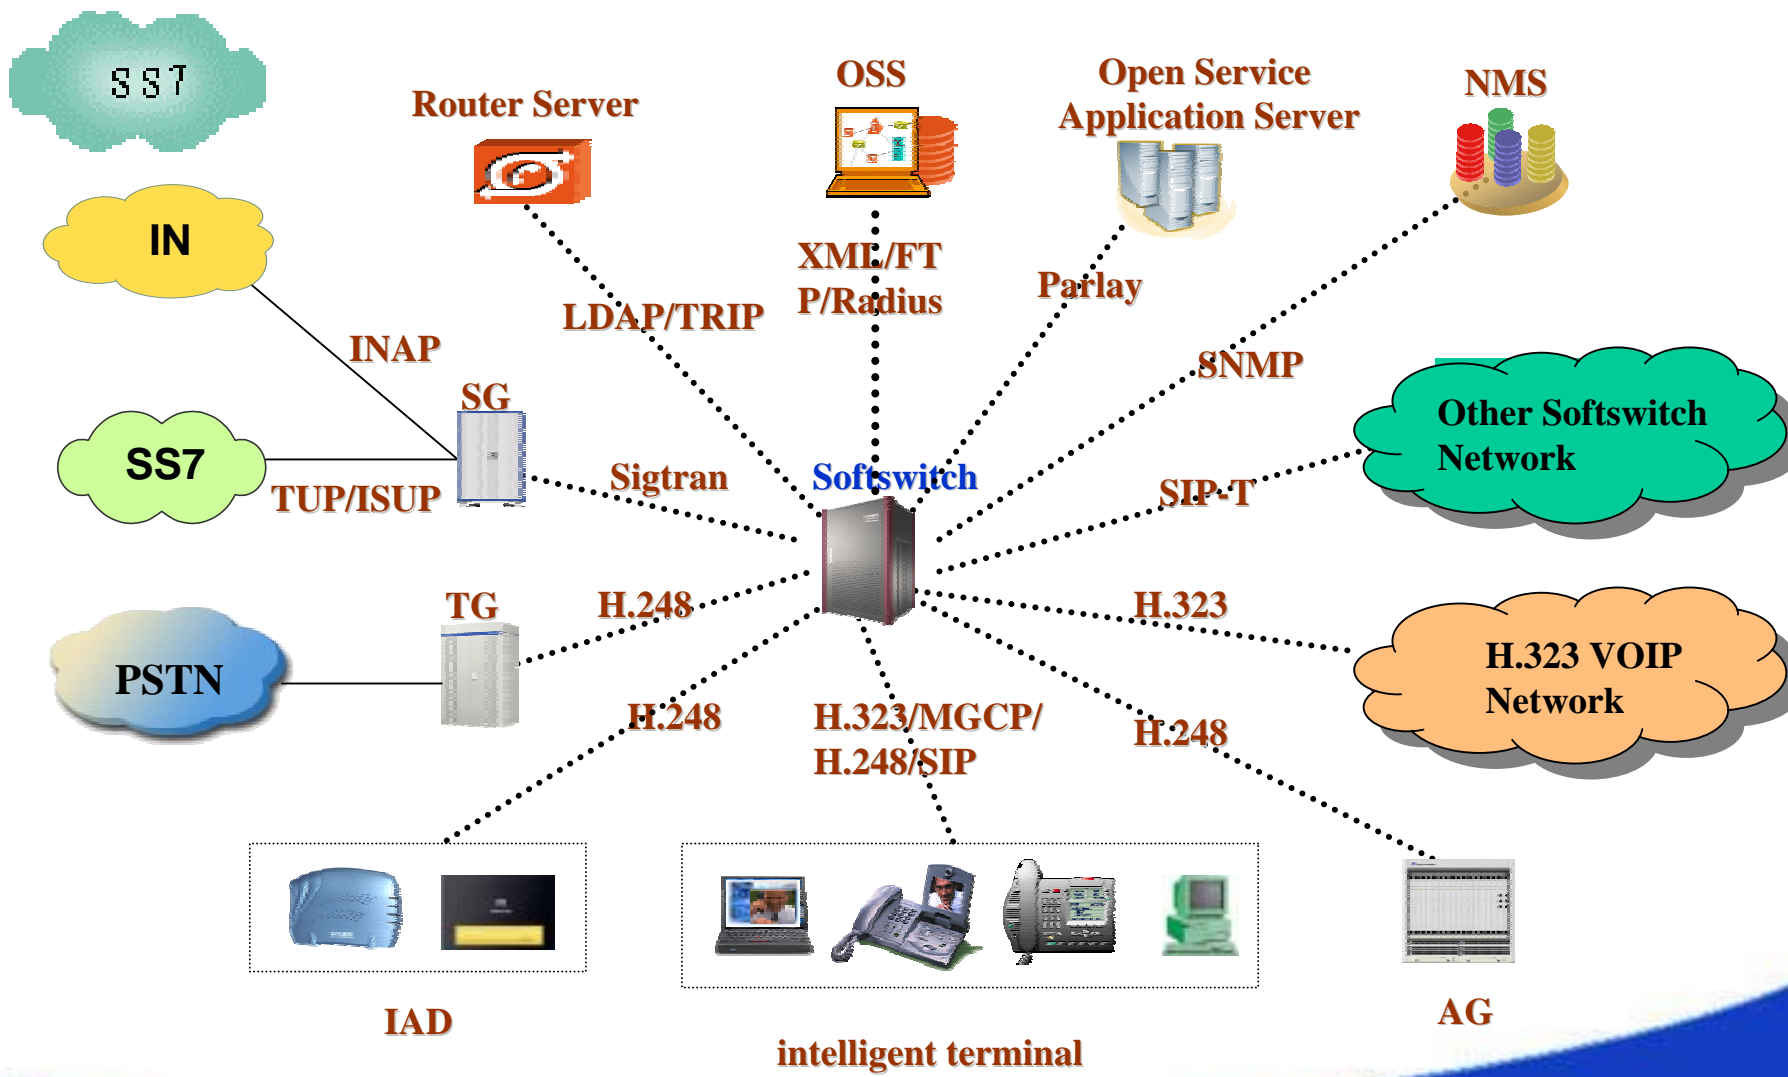 SS7
OSS
Open Service
Application Server
NMS
Router Server
IN
XML/FT
P/Radius
Parlay
LDAP/TRIP
INAP
SNMP
SG
Other Softswitch
Network
SS7
Sigtran
Softswitch
SIP-T
TUP/ISUP
TG
H.248
H.323
PSTN
H.323 VOIP
Network
H.248
H.323/MGCP/
H.248/SIP
H.248
IAD
AG
intelligent terminal